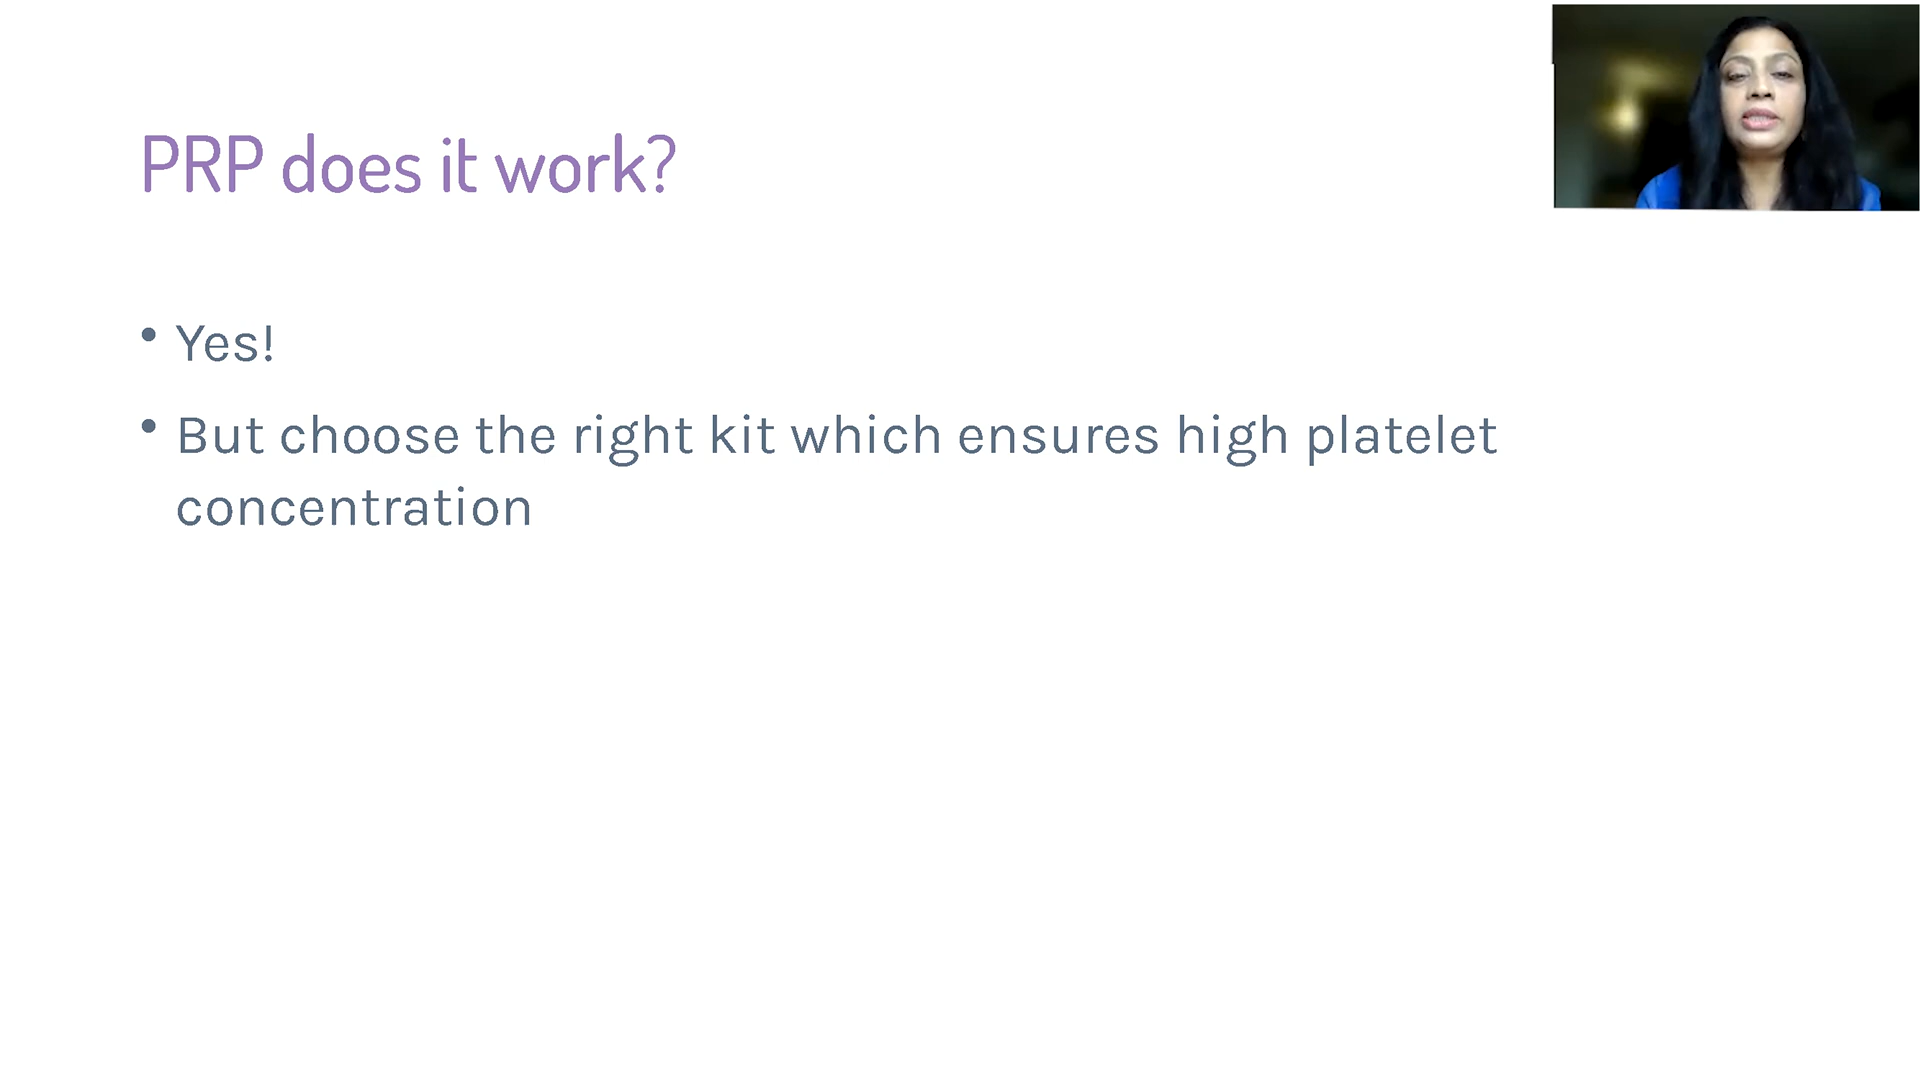 PRP does it work?
• Yes!
• But choose the right kit which ensures high platelet
concentration